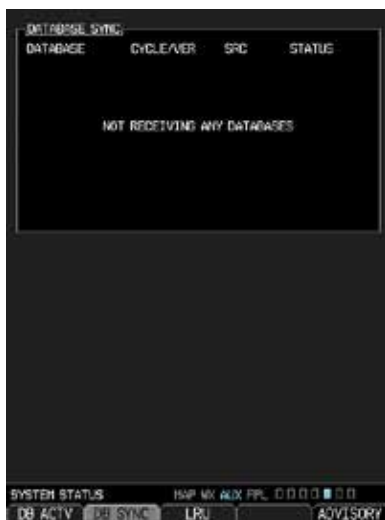 DATABASE SYNC
DATABASE CYCLE/VER SRC STATUS
NOT RECEIVING ANY DATABASES
SYSTEM STATUS MAP WX AUX FPL
DB ACTV DB SYNC LRU ADVISORY